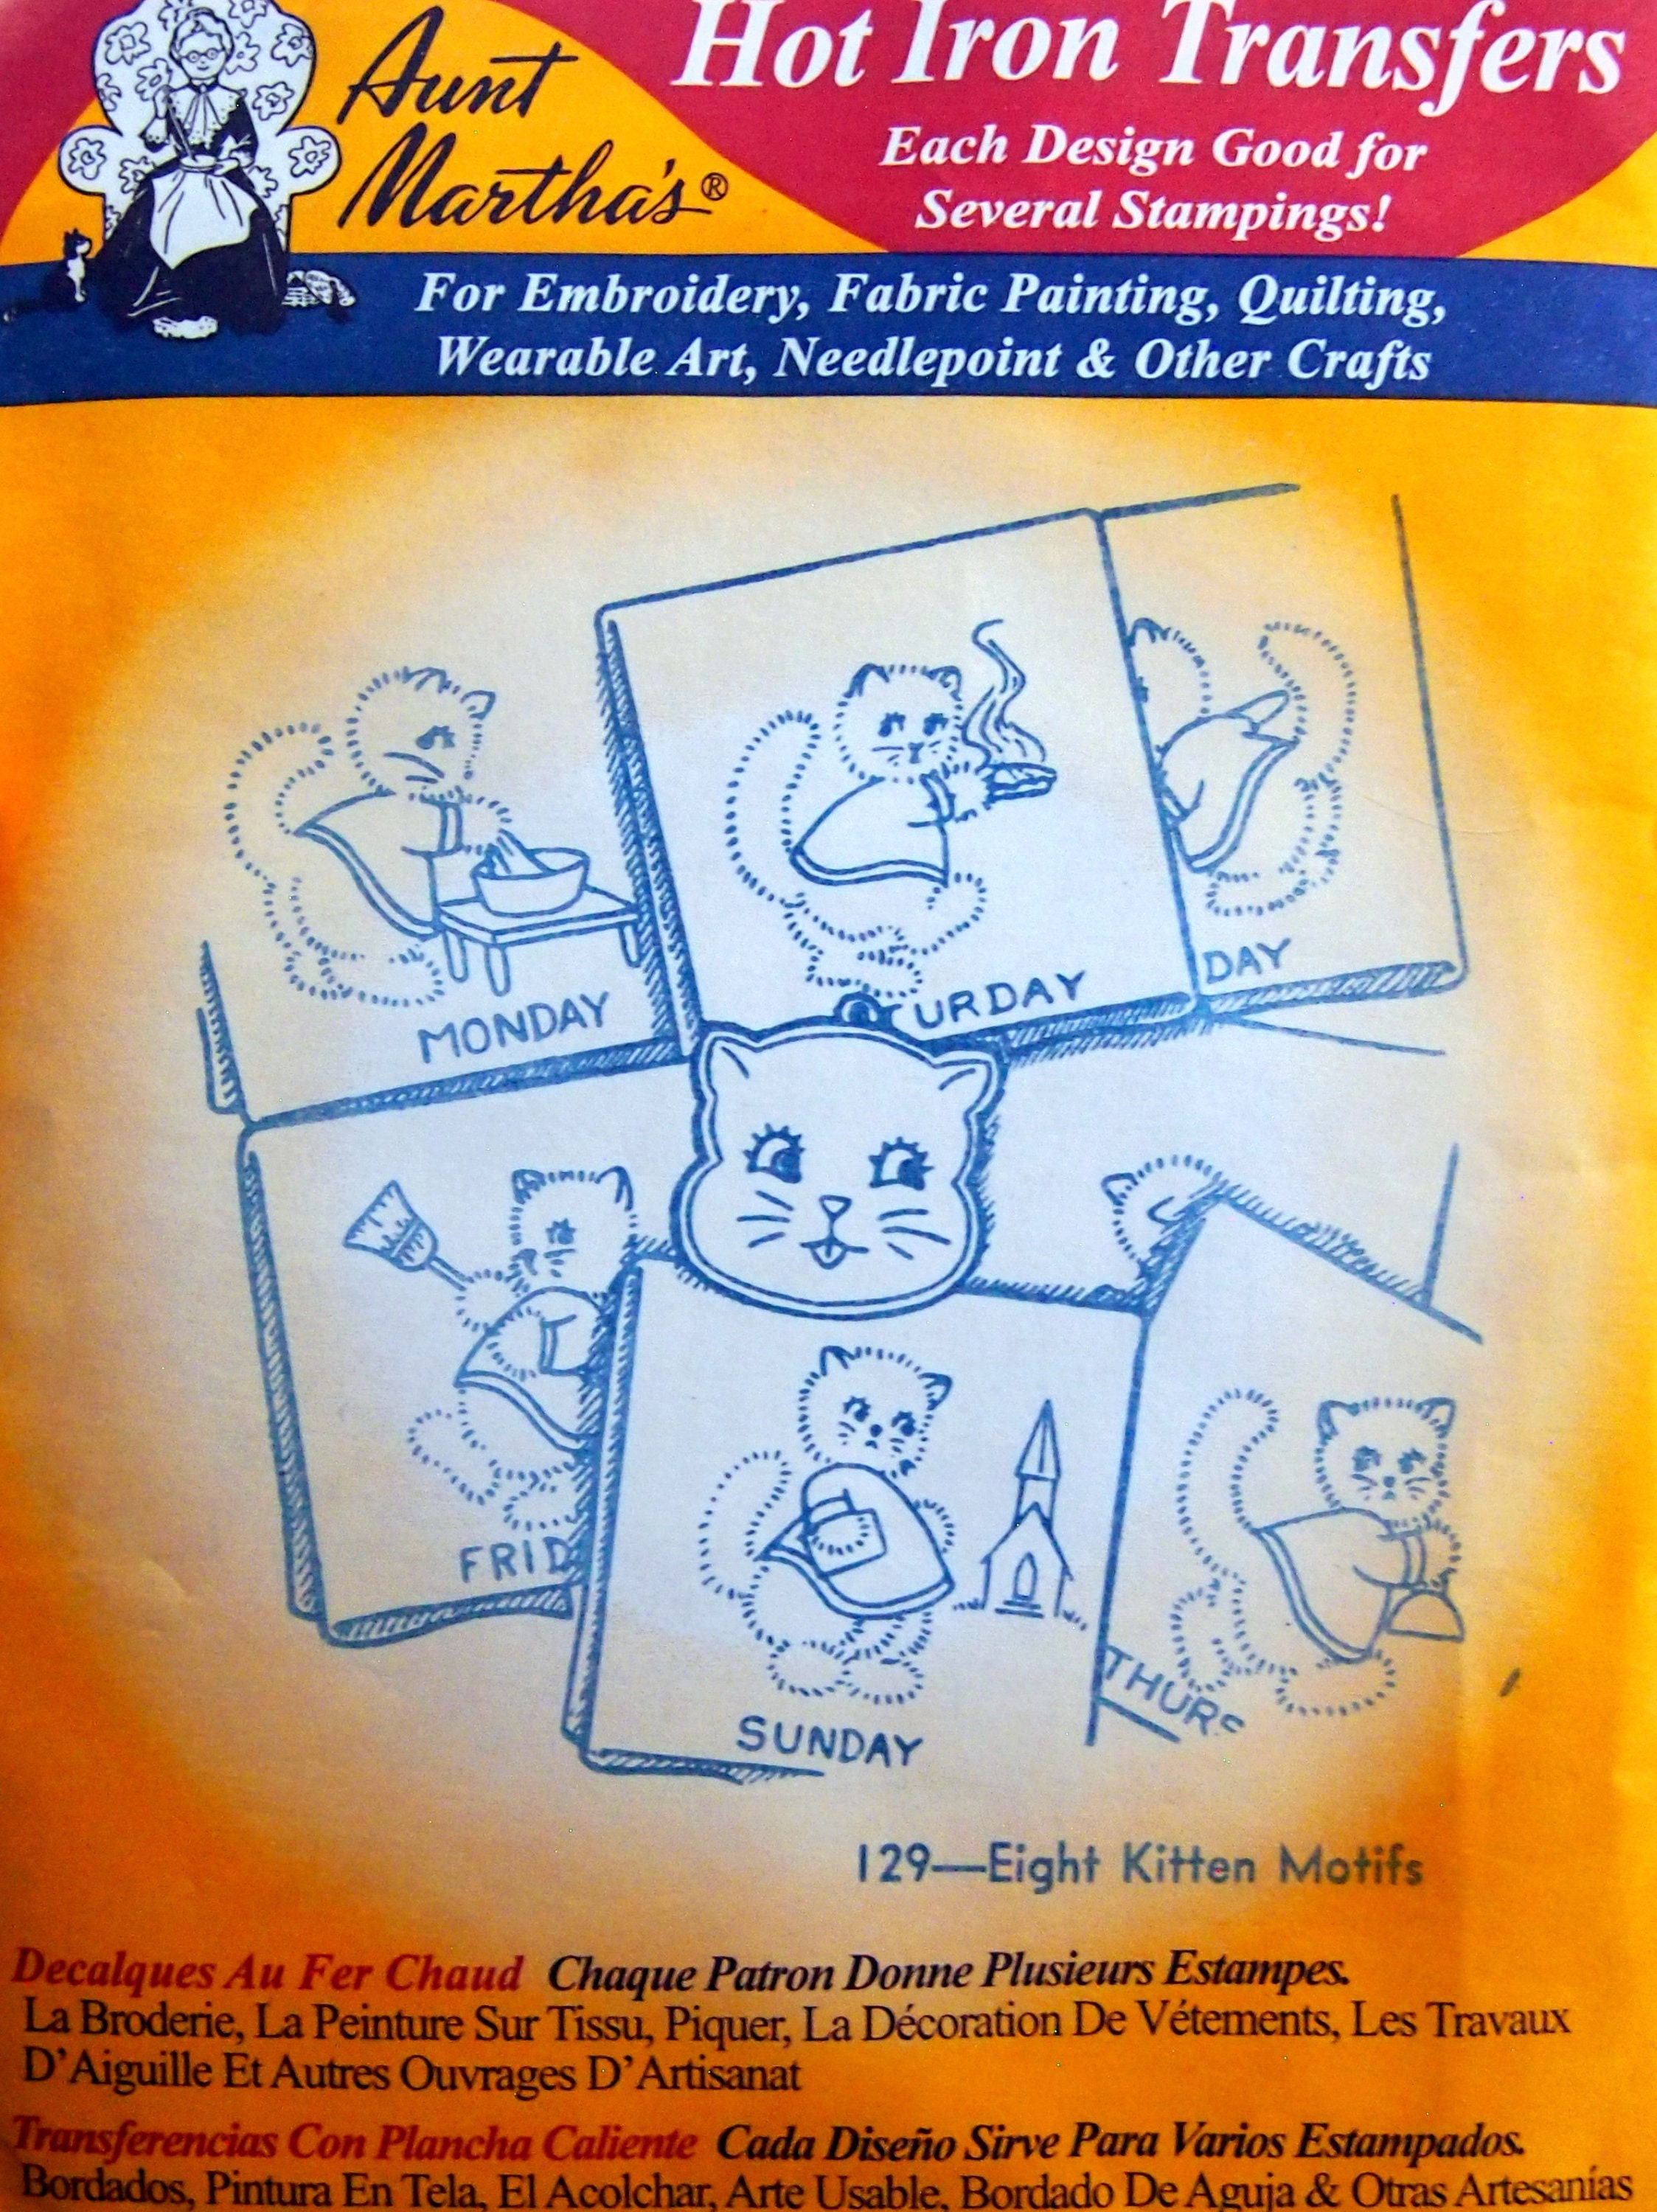 Aunt
Martha's®
Hot Iron Transfers
Each Design Good for
Several Stampings!
For Embroidery, Fabric Painting, Quilting,
Wearable Art, Needlepoint & Other Crafts
MONDAY
URDAY
DAY
FRID
SUNDAY
THURS
129—Eight Kitten Motifs
Decalques Au Fer Chaud Chaque Patron Donne Plusieurs Estampes.
La Broderie, La Peinture Sur Tissu, Piquer, La Décoration De Vétements, Les Travaux
D'Aiguille Et Autres Ouvrages D'Artisanat
Transferencias Con Plancha Caliente Cada Diseño Sirve Para Varios Estampados.
Bordados, Pintura En Tela, El Acolchar, Arte Usable, Bordado De Aguja & Otras Artesanías